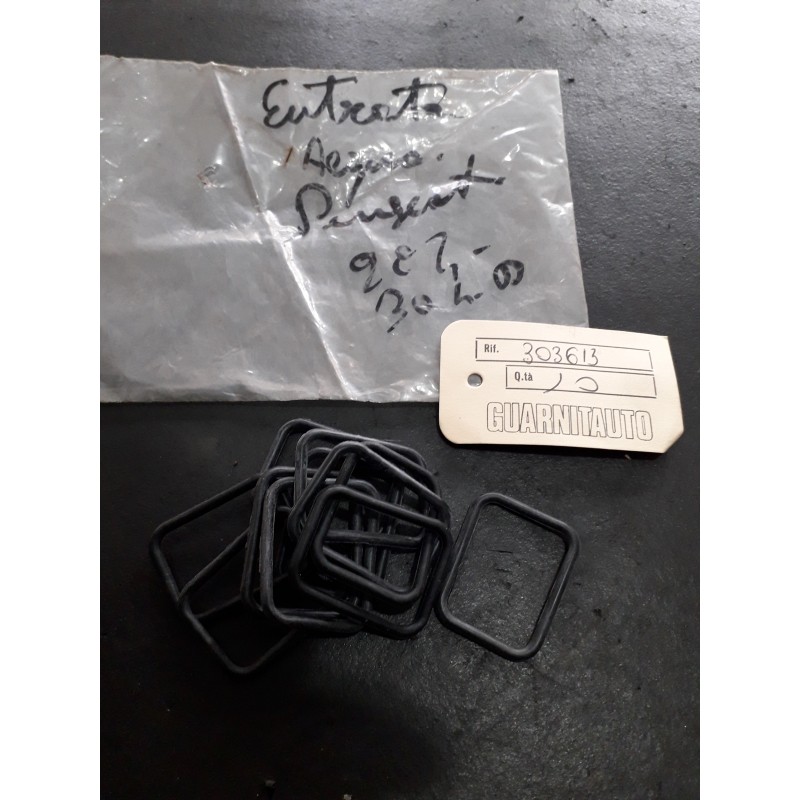 Entrata
Acqua
Peugeot
Rif. 303613
Q.tà 10
GUARNITAUTO